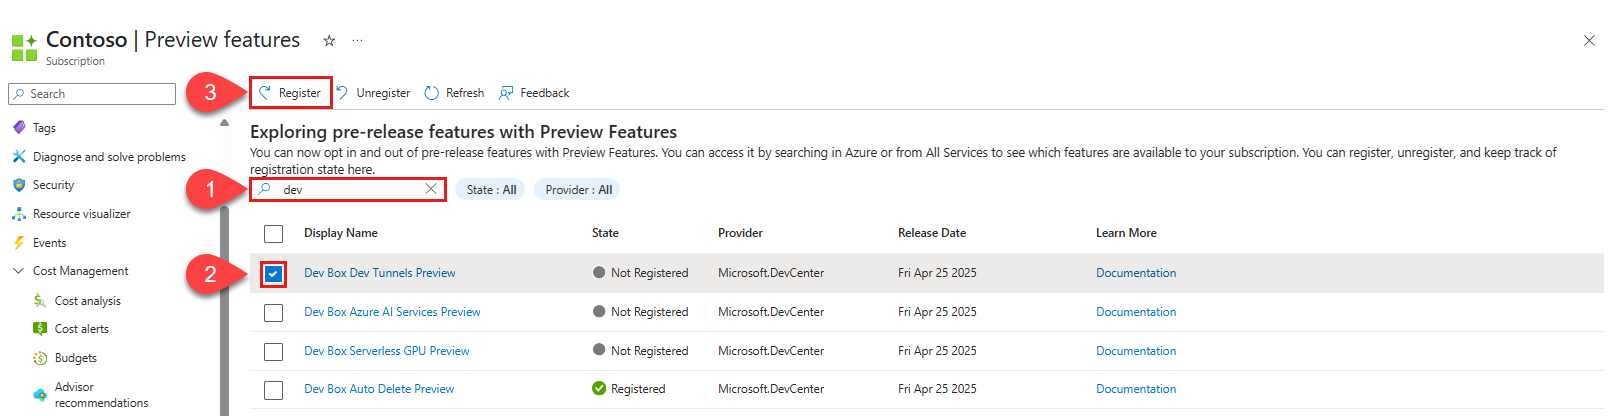 Contoso | Preview features
Subscription
Search
3
Register
Unregister
Refresh
Feedback
Tags
Diagnose and solve problems
Security
Resource visualizer
Events
Cost Management
Cost analysis
Cost alerts
Budgets
Advisor
recommendations
Exploring pre-release features with Preview Features
You can now opt in and out of pre-release features with Preview Features. You can access it by searching in Azure or from All Services to see which features are available to your subscription. You can register, unregister, and keep track of
registration state here.
1
dev
State : All
Provider : All
Display Name State Provider Release Date Learn More
2
Dev Box Dev Tunnels Preview Not Registered Microsoft.DevCenter Fri Apr 25 2025 Documentation
Dev Box Azure AI Services Preview Not Registered Microsoft.DevCenter Fri Apr 25 2025 Documentation
Dev Box Serverless GPU Preview Not Registered Microsoft.DevCenter Fri Apr 25 2025 Documentation
Dev Box Auto Delete Preview Registered Microsoft.DevCenter Fri Apr 25 2025 Documentation